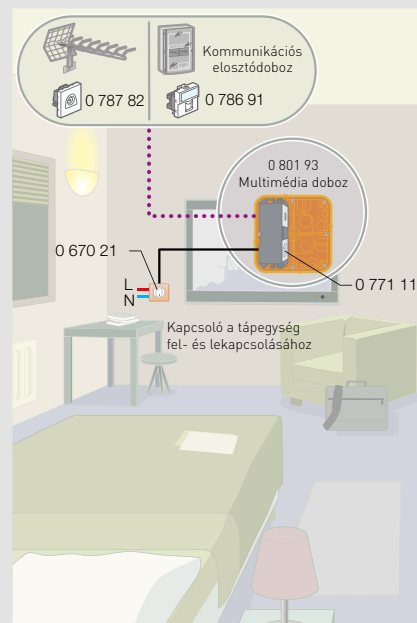 Kommunikációs
elosztódoboz
0 787 82
0 786 91
0 801 93
Multimédia doboz
0 670 21
0 771 11
L
N
Kapcsoló a tápegység
fel- és lekapcsolásához